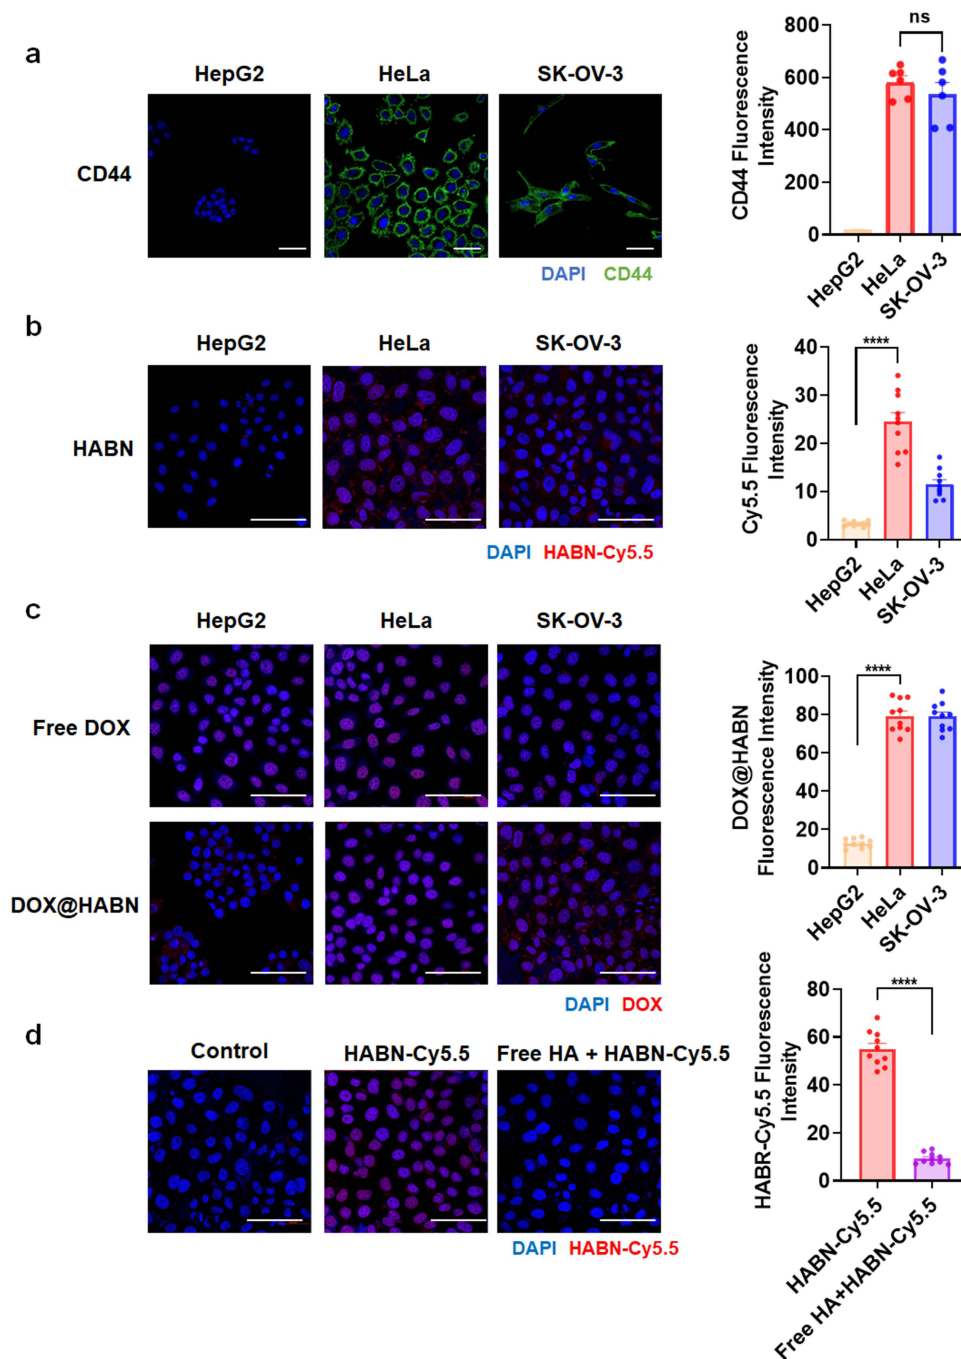 a
HepG2
HeLa
SK-OV-3
CD44
DAPI CD44
CD44 Fluorescence
Intensity
800
600
400
200
0
ns
HepG2
HeLa
SK-OV-3
b
HepG2
HeLa
SK-OV-3
HABN
DAPI HABN-Cy5.5
Cy5.5 Fluorescence
Intensity
40
30
20
10
0
****
HepG2
HeLa
SK-OV-3
c
HepG2
HeLa
SK-OV-3
Free DOX
DOX@HABN
DAPI DOX
DOX@HABN
Fluorescence Intensity
100
80
60
40
20
0
****
HepG2
HeLa
SK-OV-3
d
Control
HABN-Cy5.5
Free HA + HABN-Cy5.5
DAPI HABN-Cy5.5
HABR-Cy5.5 Fluorescence
Intensity
80
60
40
20
0
****
HABN-Cy5.5
Free HA+HABN-Cy5.5